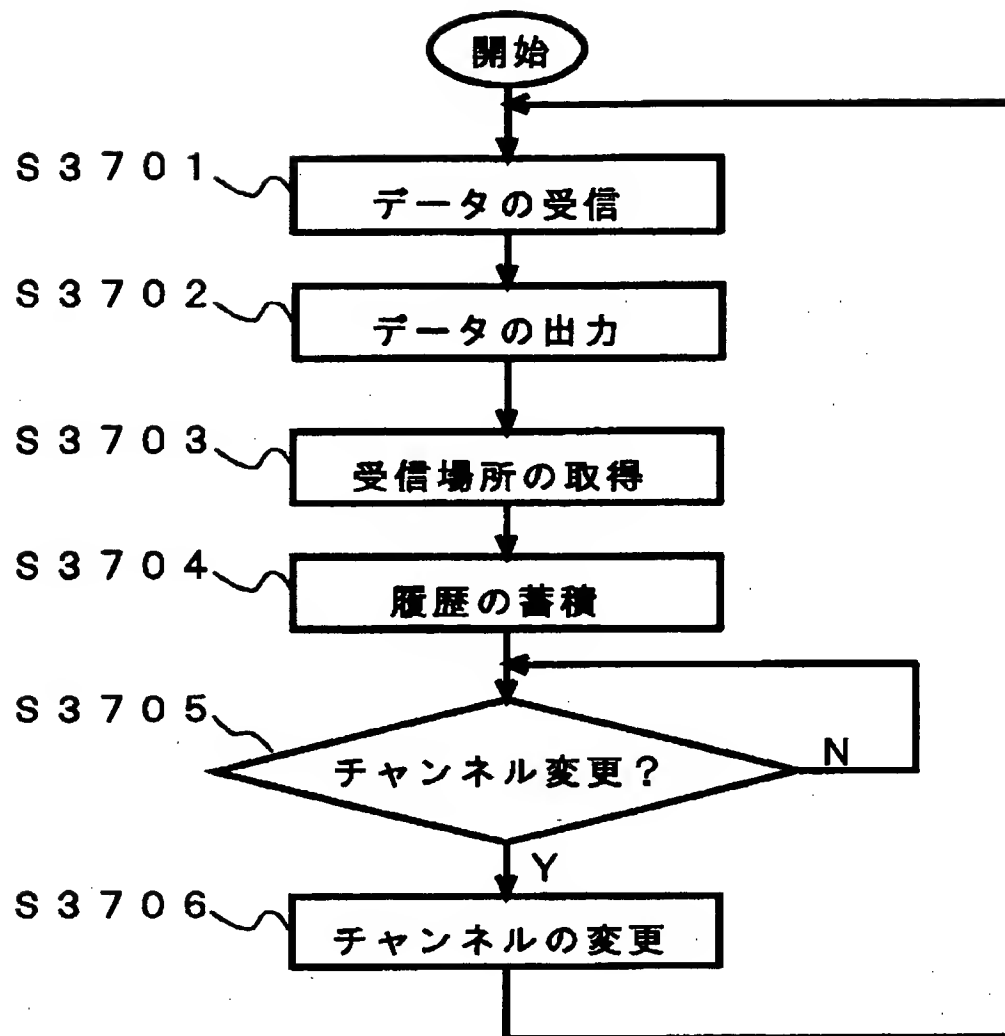 開始
S3701
データの受信
S3702
データの出力
S3703
受信場所の取得
S3704
履歴の蓄積
S3705
チャンネル変更?
N
Y
S3706
チャンネルの変更